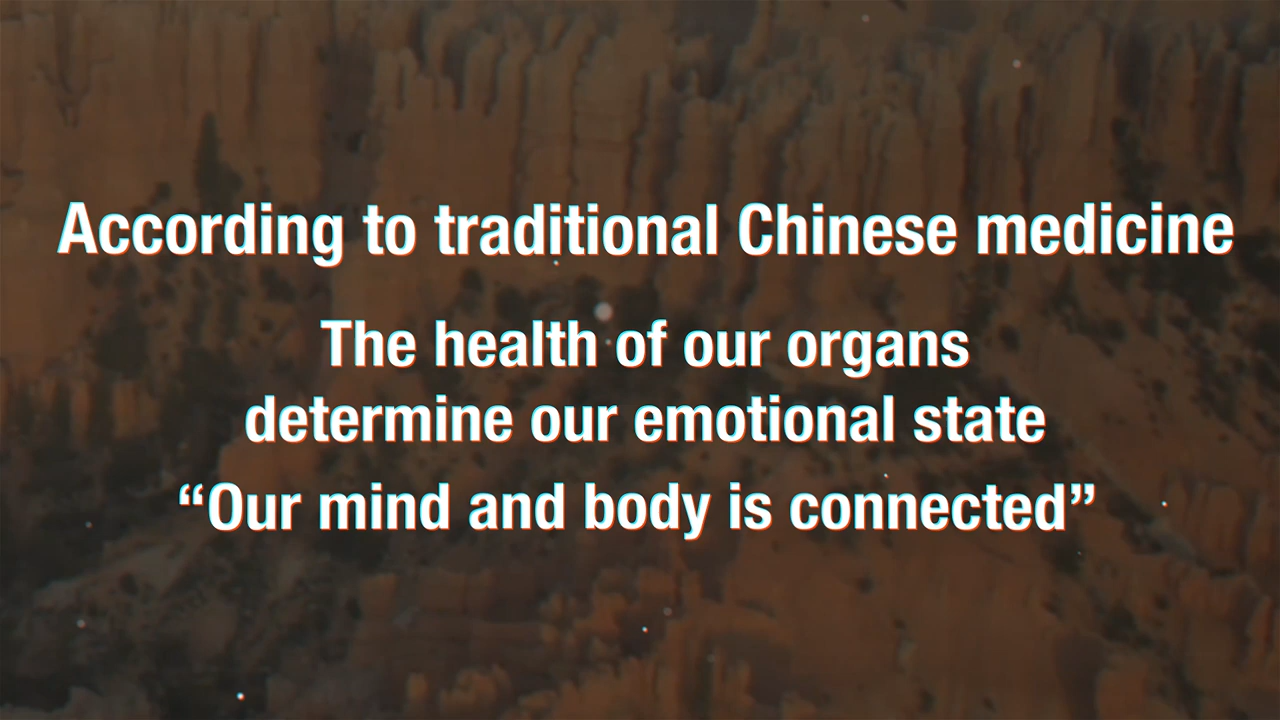 According to traditional Chinese medicine
The health of our organs
determine our emotional state
“Our mind and body is connected”